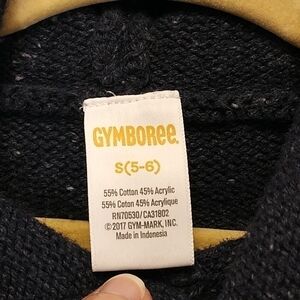 GYMBOREE.
S(5-6)
55% Cotton 45% Acrylic
55% Coton 45% Acrylique
RN70530/CA31802
©2017 GYM-MARK, INC.
Made in Indonesia